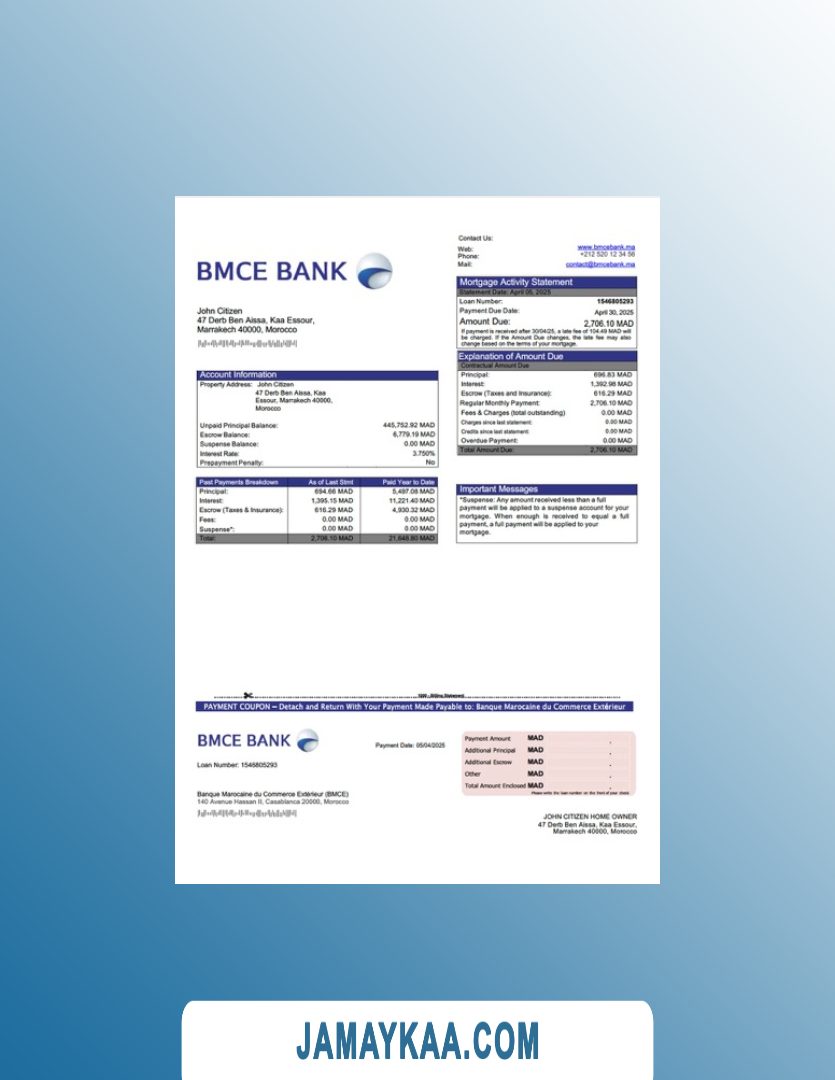 Contact Us:
Web: www.bmcebank.ma
Phone: +212 520 12 34 56
Mail: contact@bmcebank.ma
BMCE BANK
John Citizen
47 Derb Ben Aissa, Kaa Essour,
Marrakech 40000, Morocco
Mortgage Activity Statement
Statement Date: April 05, 2025
Loan Number: 1546805293
Payment Due Date: April 30, 2025
Amount Due: 2,706.10 MAD
If payment is received after 30/04/25, a late fee of 104.49 MAD will
be charged. If the Amount Due changes, the late fee may also
change based on the terms of your mortgage.
Explanation of Amount Due
Contractual Amount Due
Principal: 696.83 MAD
Interest: 1,392.98 MAD
Escrow (Taxes and Insurance): 616.29 MAD
Regular Monthly Payment: 2,706.10 MAD
Fees & Charges (total outstanding) 0.00 MAD
Charges since last statement: 0.00 MAD
Credits since last statement: 0.00 MAD
Overdue Payment: 0.00 MAD
Total Amount Due: 2,706.10 MAD
Account Information
Property Address: John Citizen
47 Derb Ben Aissa, Kaa
Essour, Marrakech 40000,
Morocco
Unpaid Principal Balance: 445,752.92 MAD
Escrow Balance: 6,779.19 MAD
Suspense Balance: 0.00 MAD
Interest Rate: 3.750%
Prepayment Penalty: No
Past Payments Breakdown As of Last Stmt Paid Year to Date
Principal: 694.66 MAD 5,497.08 MAD
Interest: 1,395.15 MAD 11,221.40 MAD
Escrow (Taxes & Insurance): 616.29 MAD 4,930.32 MAD
Fees: 0.00 MAD 0.00 MAD
Suspense*: 0.00 MAD 0.00 MAD
Total: 2,706.10 MAD 21,648.80 MAD
Important Messages
*Suspense: Any amount received less than a full
payment will be applied to a suspense account for your
mortgage. When enough is received to equal a full
payment, a full payment will be applied to your
mortgage.
Billing Statement
PAYMENT COUPON – Detach and Return With Your Payment Made Payable to: Banque Marocaine du Commerce Extérieur
BMCE BANK
Payment Date: 05/04/2025
Loan Number: 1546805293
Banque Marocaine du Commerce Extérieur (BMCE)
140 Avenue Hassan II, Casablanca 20000, Morocco
Payment Amount MAD .
Additional Principal MAD .
Additional Escrow MAD .
Other MAD .
Total Amount Enclosed MAD .
Please write the loan number on the front of your check.
JOHN CITIZEN HOME OWNER
47 Derb Ben Aissa, Kaa Essour,
Marrakech 40000, Morocco
JAMAYKAA.COM